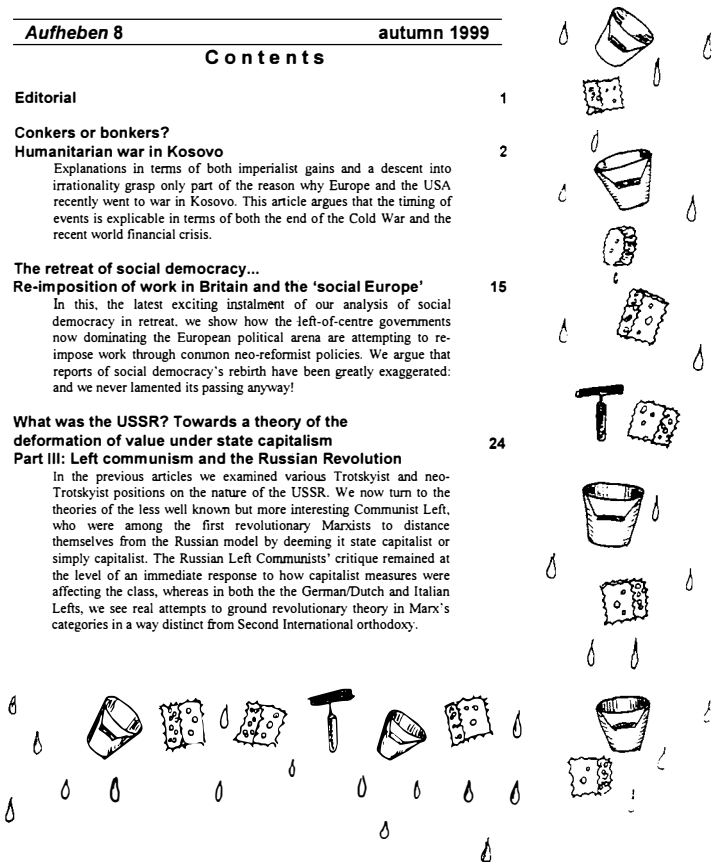 Aufheben 8 autumn 1999
Contents
Editorial 1
Conkers or bonkers?
Humanitarian war in Kosovo 2
Explanations in terms of both imperialist gains and a descent into
irrationality grasp only part of the reason why Europe and the USA
recently went to war in Kosovo. This article argues that the timing of
events is explicable in terms of both the end of the Cold War and the
recent world financial crisis.
The retreat of social democracy...
Re-imposition of work in Britain and the ‘social Europe’ 15
In this, the latest exciting instalment of our analysis of social
democracy in retreat, we show how the left-of-centre governments
now dominating the European political arena are attempting to re-
impose work through common neo-reformist policies. We argue that
reports of social democracy’s rebirth have been greatly exaggerated:
and we never lamented its passing anyway!
What was the USSR? Towards a theory of the
deformation of value under state capitalism 24
Part III: Left communism and the Russian Revolution
In the previous articles we examined various Trotskyist and neo-
Trotskyist positions on the nature of the USSR. We now turn to the
theories of the less well known but more interesting Communist Left,
who were among the first revolutionary Marxists to distance
themselves from the Russian model by deeming it state capitalist or
simply capitalist. The Russian Left Communists’ critique remained at
the level of an immediate response to how capitalist measures were
affecting the class, whereas in both the the German/Dutch and Italian
Lefts, we see real attempts to ground revolutionary theory in Marx’s
categories in a way distinct from Second International orthodoxy.